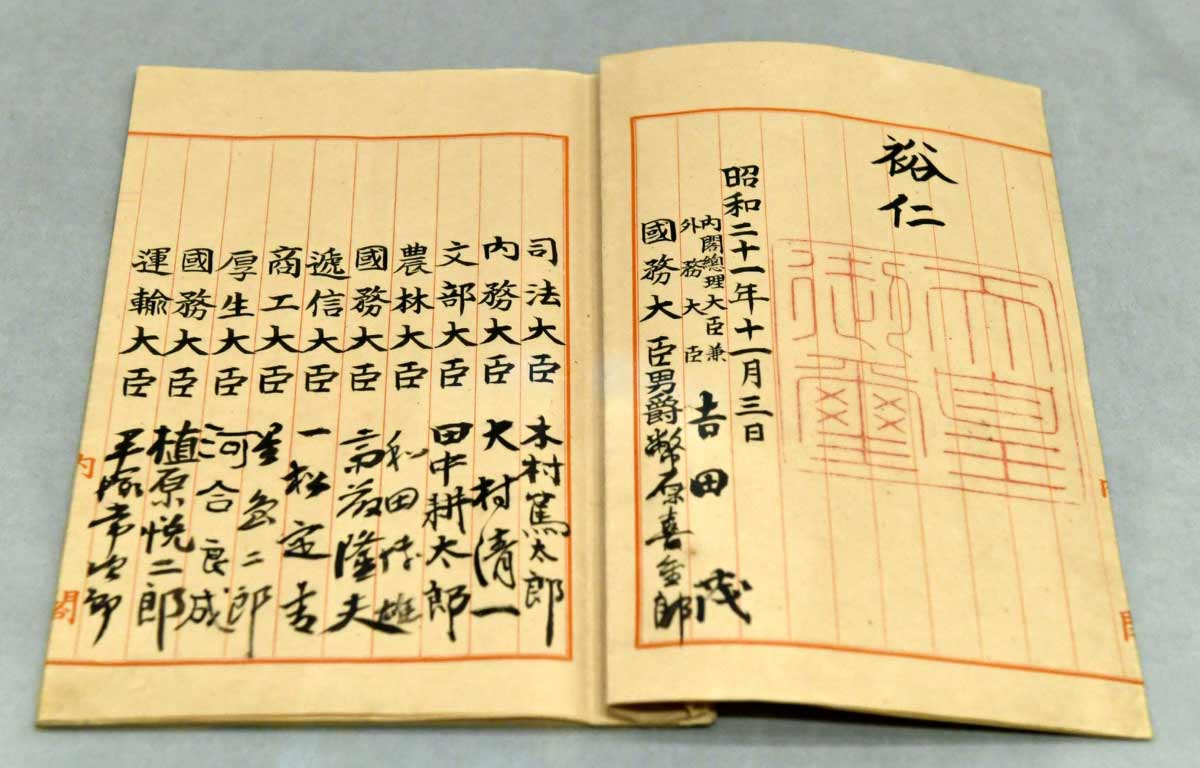 裕仁
天皇
御璽
昭和二十一年十一月三日
内閣總理大臣兼
外務大臣 吉田茂
國務大臣男爵幣原喜重郎
司法大臣 木村篤太郎
内務大臣 大村清一
文部大臣 田中耕太郎
農林大臣 和田博雄
國務大臣 斎藤隆夫
遞信大臣 一松定吉
商工大臣 星島二郎
厚生大臣 河合良成
國務大臣 植原悦二郎
運輸大臣 平塚常次郎
内閣